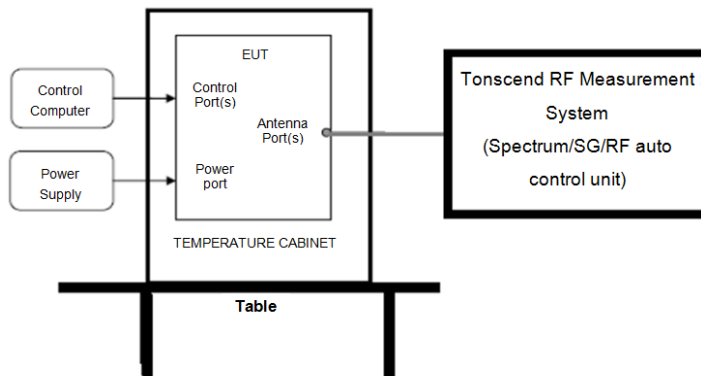 EUT
Control
Computer
Control
Port(s)
Antenna
Port(s)
Power
Supply
Power
port
TEMPERATURE CABINET
Table
Tonscend RF Measurement
System
(Spectrum/SG/RF auto
control unit)